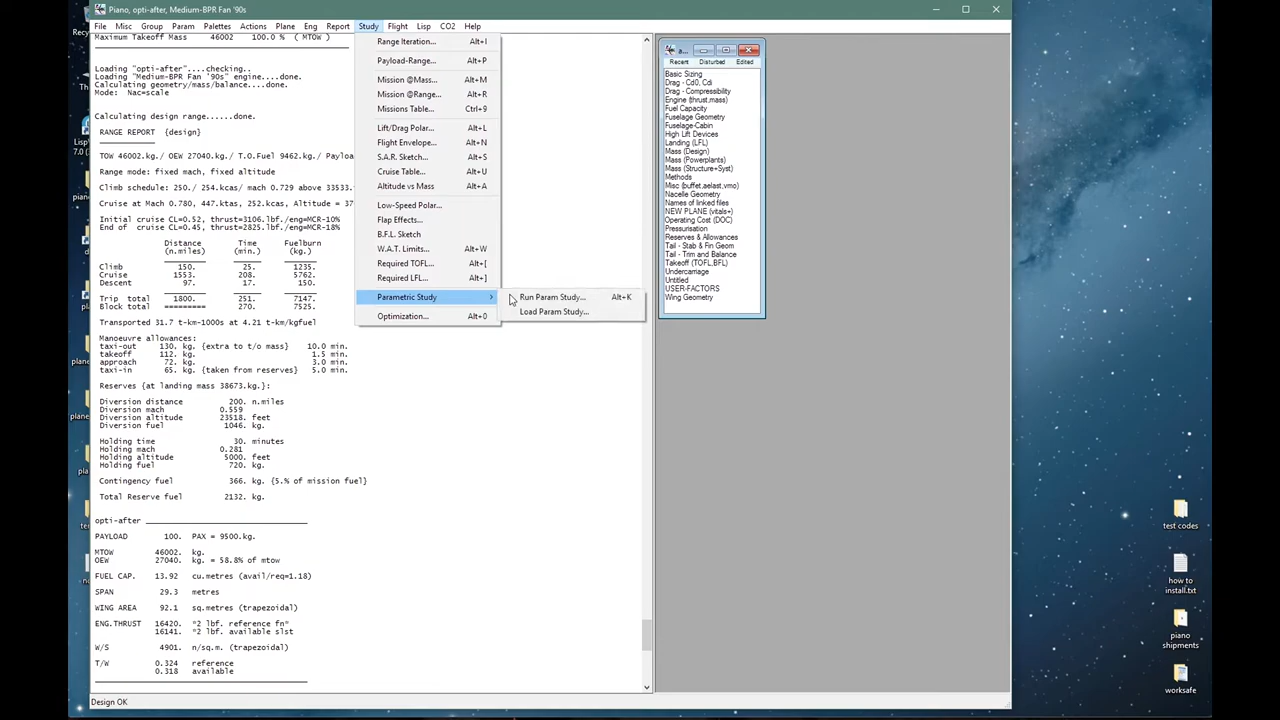 Piano, opti-after, Medium-BPR Fan '90s
File Misc Group Param Palettes Actions Plane Eng Report Study Flight Lisp CO2 Help
Maximum Takeoff Mass 46002 100.0 % ( MTOW )
Loading "opti-after"....checking..
Loading "Medium-BPR Fan '90s" engine....done.
Calculating geometry/mass/balance....done.
Mode: Nac=scale
Calculating design range......done.
RANGE REPORT {design}
TOW 46002.kg./ OEW 27040.kg./ T.O.Fuel 9462.kg./ Payloa
Range mode: fixed mach, fixed altitude
Climb schedule: 250./ 254.kcas/ mach 0.729 above 33533.
Cruise at Mach 0.780, 447.ktas, 252.kcas, Altitude = 37
Initial cruise CL=0.52, thrust=3106.lbf./eng=MCR-10%
End of cruise CL=0.45, thrust=2825.lbf./eng=MCR-18%
Distance Time Fuelburn
(n.miles) (min.) (kg.)
Climb 150. 25. 1235.
Cruise 1553. 208. 5762.
Descent 97. 17. 150.
Trip total 1800. 251. 7147.
Block total ========= 270. 7525.
Transported 31.7 t-km-1000s at 4.21 t-km/kgfuel
Manoeuvre allowances:
taxi-out 130. kg. {extra to t/o mass} 10.0 min.
takeoff 112. kg. 1.5 min.
approach 72. kg. 3.0 min.
taxi-in 65. kg. {taken from reserves} 5.0 min.
Reserves {at landing mass 38673.kg.}:
Diversion distance 200. n.miles
Diversion mach 0.559
Diversion altitude 23518. feet
Diversion fuel 1046. kg.
Holding time 30. minutes
Holding mach 0.281
Holding altitude 5000. feet
Holding fuel 720. kg.
Contingency fuel 366. kg. {5.% of mission fuel}
Total Reserve fuel 2132. kg.
opti-after
PAYLOAD 100. PAX = 9500.kg.
MTOW 46002. kg.
OEW 27040. kg. = 58.8% of mtow
FUEL CAP. 13.92 cu.metres (avail/req=1.18)
SPAN 29.3 metres
WING AREA 92.1 sq.metres (trapezoidal)
ENG.THRUST 16420. *2 lbf. reference fn"
16141. *2 lbf. available slst
W/S 4901. n/sq.m. (trapezoidal)
T/W 0.324 reference
0.318 available
Design OK
Range Iteration... Alt+I
Payload-Range... Alt+P
Mission @Mass... Alt+M
Mission @Range... Alt+R
Missions Table... Ctrl+9
Lift/Drag Polar... Alt+L
Flight Envelope... Alt+N
S.A.R. Sketch... Alt+S
Cruise Table... Alt+U
Altitude vs Mass Alt+A
Low-Speed Polar...
Flap Effects...
B.F.L. Sketch
W.A.T. Limits... Alt+W
Required TOFL... Alt+[
Required LFL... Alt+]
Parametric Study
Optimization... Alt+0
Run Param Study... Alt+K
Load Param Study...
a...
Recent Disturbed Edited
Basic Sizing
Drag - Cd0, Cdi
Drag - Compressibility
Engine (thrust,mass)
Fuel Capacity
Fuselage Geometry
Fuselage-Cabin
High Lift Devices
Landing (LFL)
Mass (Design)
Mass (Powerplants)
Mass (Structure+Syst)
Methods
Misc (buffet,aelast,vmo)
Nacelle Geometry
Names of linked files
NEW PLANE (vitals+)
Operating Cost (DOC)
Pressurisation
Reserves & Allowances
Tail - Stab & Fin Geom
Tail - Trim and Balance
Takeoff (TOFL,BFL)
Undercarriage
Untitled
USER-FACTORS
Wing Geometry
test codes
how to
install.txt
piano
shipments
worksafe